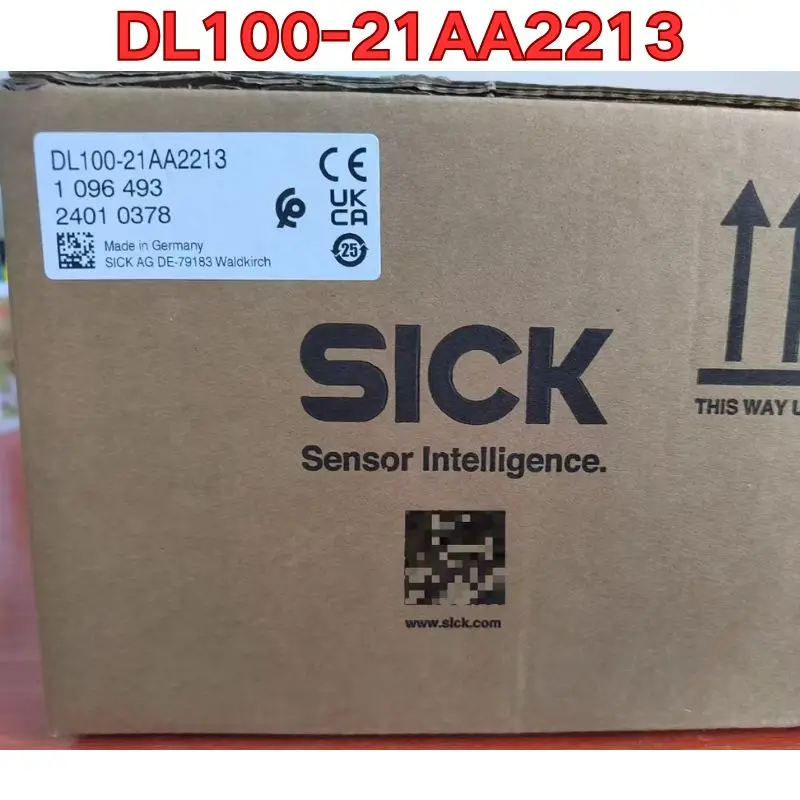 DL100-21AA2213
DL100-21AA2213
1 096 493
2401 0378
Made in Germany
SICK AG DE-79183 Waldkirch
CE
UK
CA
25
SICK
Sensor Intelligence.
www.sick.com
THIS WAY U